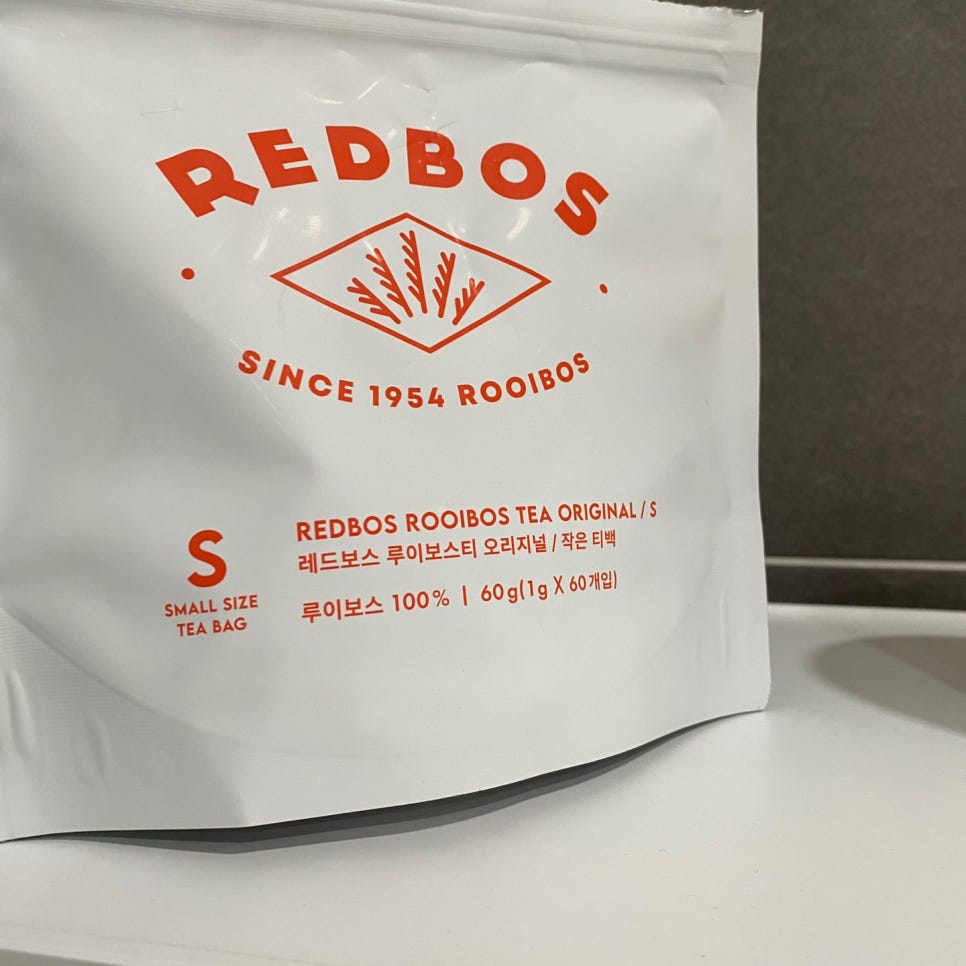 REDBOS
SINCE 1954 ROOIBOS
S
SMALL SIZE
TEA BAG
REDBOS ROOIBOS TEA ORIGINAL / S
레드보스 루이보스티 오리지널 / 작은 티백
루이보스 100% | 60g(1g X 60개입)